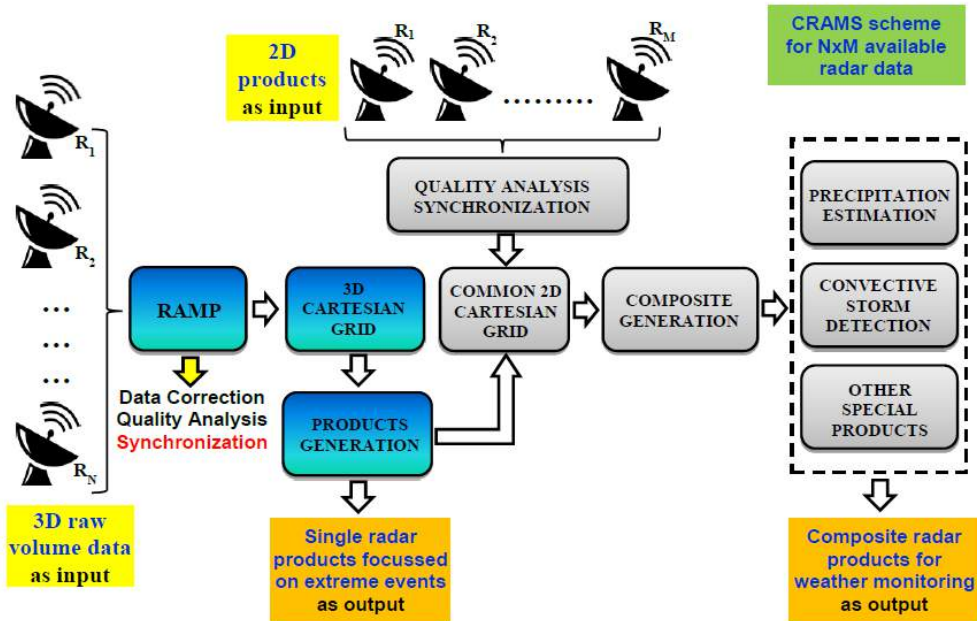 2D
products
as input
R1
R2
.........
RM
CRAMS scheme
for NxM available
radar data
R1
R2
...
...
...
RN
3D raw
volume data
as input
QUALITY ANALYSIS
SYNCHRONIZATION
RAMP
Data Correction
Quality Analysis
Synchronization
3D
CARTESIAN
GRID
PRODUCTS
GENERATION
COMMON 2D
CARTESIAN
GRID
COMPOSITE
GENERATION
PRECIPITATION
ESTIMATION
CONVECTIVE
STORM
DETECTION
OTHER
SPECIAL
PRODUCTS
Single radar
products focussed
on extreme events
as output
Composite radar
products for
weather monitoring
as output